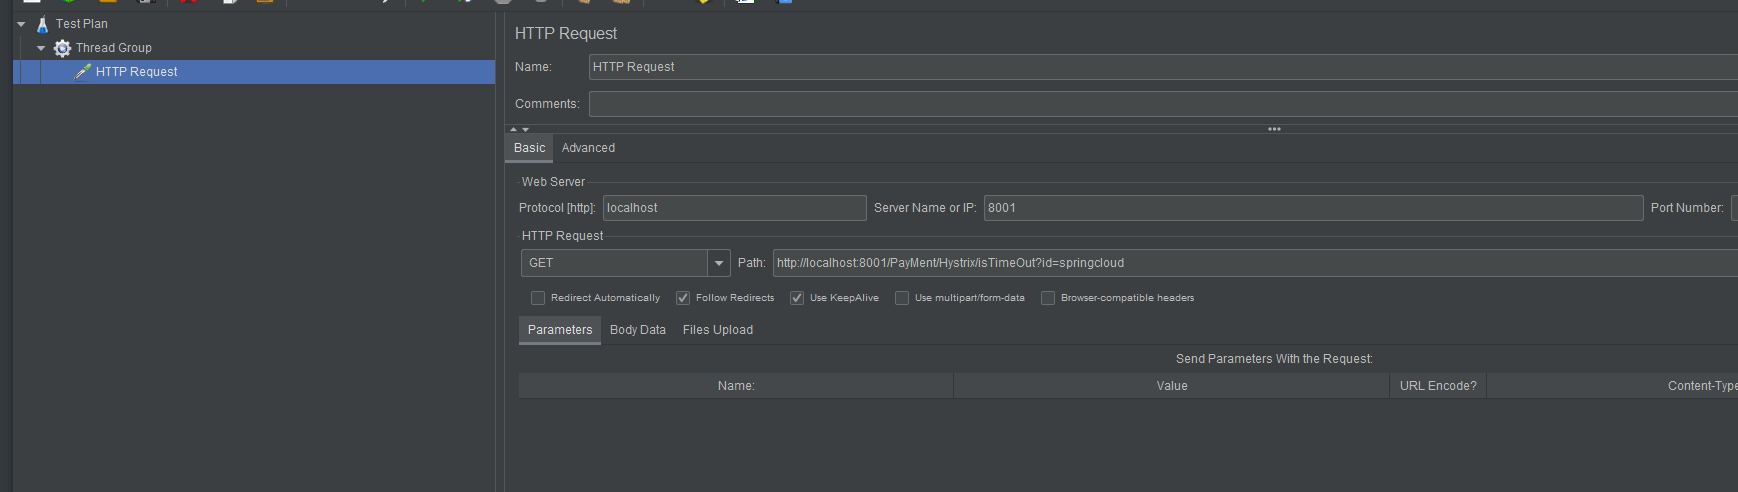 Test Plan
Thread Group
HTTP Request
HTTP Request
Name: HTTP Request
Comments:
Basic Advanced
Web Server
Protocol [http]: localhost Server Name or IP: 8001 Port Number:
HTTP Request
GET Path: http://localhost:8001/PayMent/Hystrix/isTimeOut?id=springcloud
Redirect Automatically Follow Redirects Use KeepAlive Use multipart/form-data Browser-compatible headers
Parameters Body Data Files Upload
Send Parameters With the Request:
Name: Value URL Encode? Content-Type